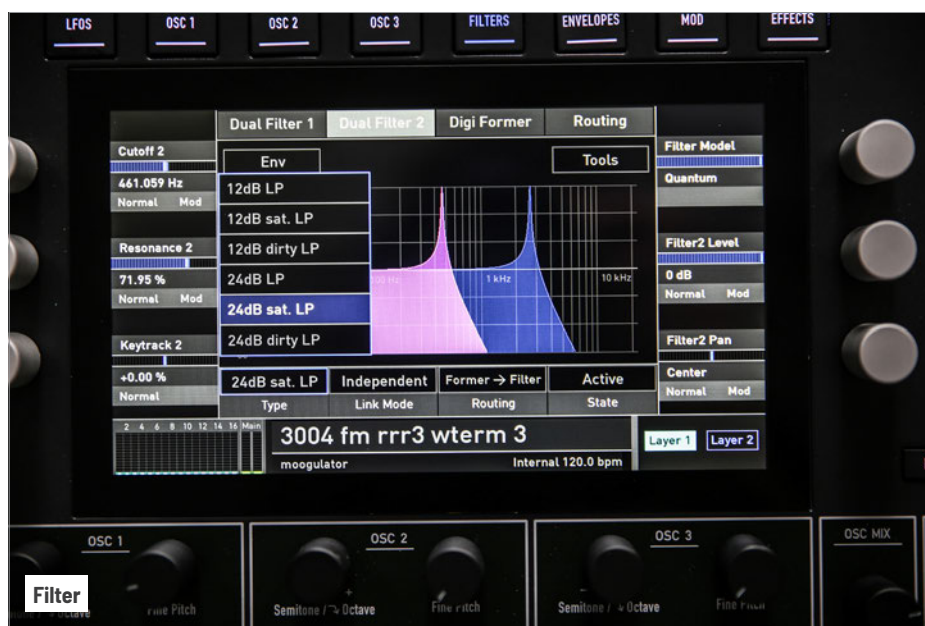 LFOS OSC 1 OSC 2 OSC 3 FILTERS ENVELOPES MOD EFFECTS
Dual Filter 1 Dual Filter 2 Digi Former Routing
Cutoff 2
461.059 Hz
Normal Mod
Resonance 2
71.95 %
Normal Mod
Keytrack 2
+0.00 %
Normal
Env
Tools
12dB LP
12dB sat. LP
12dB dirty LP
24dB LP
24dB sat. LP
24dB dirty LP
1 kHz 10 kHz
Filter Model
Quantum
Filter2 Level
0 dB
Normal Mod
Filter2 Pan
Center
Normal Mod
24dB sat. LP Independent Former → Filter Active
Type Link Mode Routing State
2 4 6 8 10 12 14 16 Main
3004 fm rrr3 wterm 3
moogulator Internal 120.0 bpm
Layer 1 Layer 2
OSC 1 OSC 2 OSC 3 OSC MIX
Fine Pitch Semitone / Octave Fine Pitch Semitone / Octave Fine Pitch
Filter